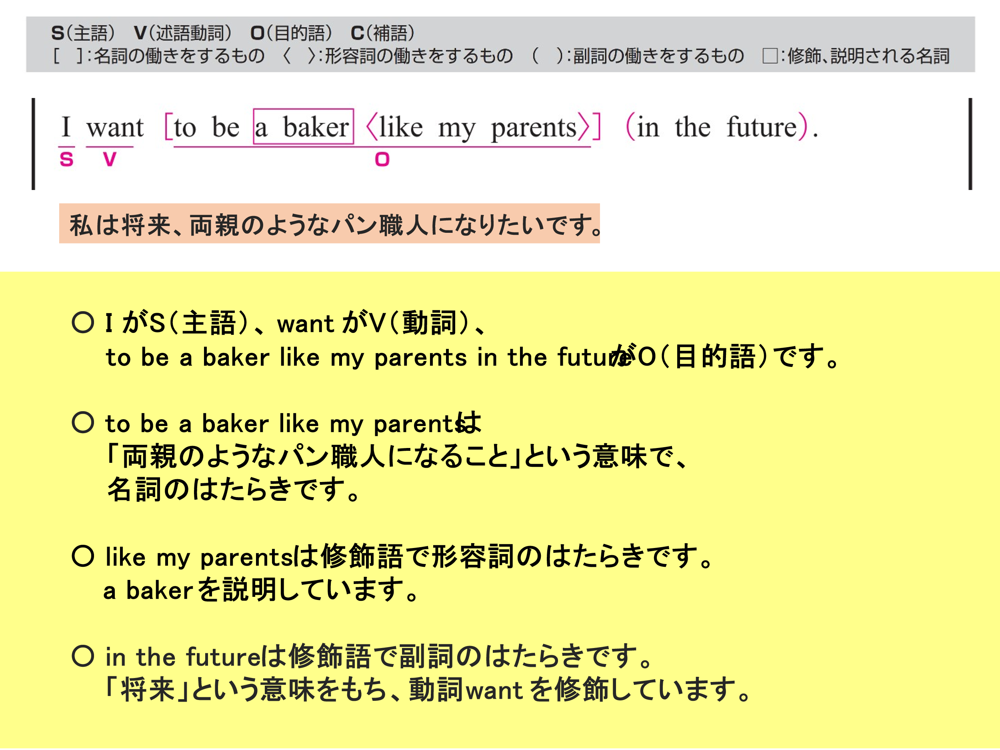 S(主語) V(述語動詞) O(目的語) C(補語)
[ ]:名詞の働きをするもの 〈 〉:形容詞の働きをするもの ( ):副詞の働きをするもの □:修飾、説明される名詞
I want [to be a baker 〈like my parents〉] (in the future).
S V O
私は将来、両親のようなパン職人になりたいです。
○ I がS(主語)、want がV(動詞)、
to be a baker like my parents in the futureがO(目的語)です。
○ to be a baker like my parentsは
「両親のようなパン職人になること」という意味で、
名詞のはたらきです。
○ like my parentsは修飾語で形容詞のはたらきです。
a bakerを説明しています。
○ in the futureは修飾語で副詞のはたらきです。
「将来」という意味をもち、動詞want を修飾しています。